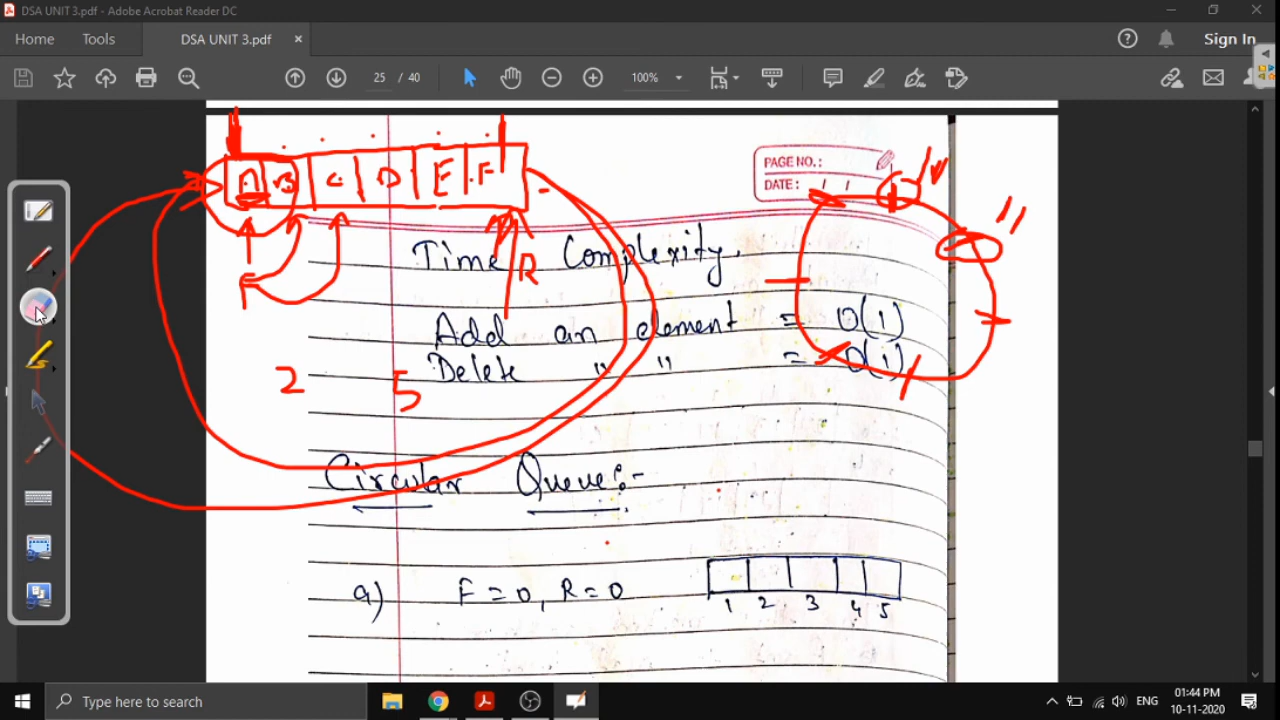 DSA UNIT 3.pdf - Adobe Acrobat Reader DC
Home Tools DSA UNIT 3.pdf × Sign In
25 / 40 100%
PAGE NO.:
DATE: / /
A B C D E F
R
Time Complexity.
Add an element = O(1)
Delete " " = O(1)
2 5
Circular Queue:-
a) F = 0, R = 0
1 2 3 4 5
Type here to search
ENG
01:44 PM
10-11-2020